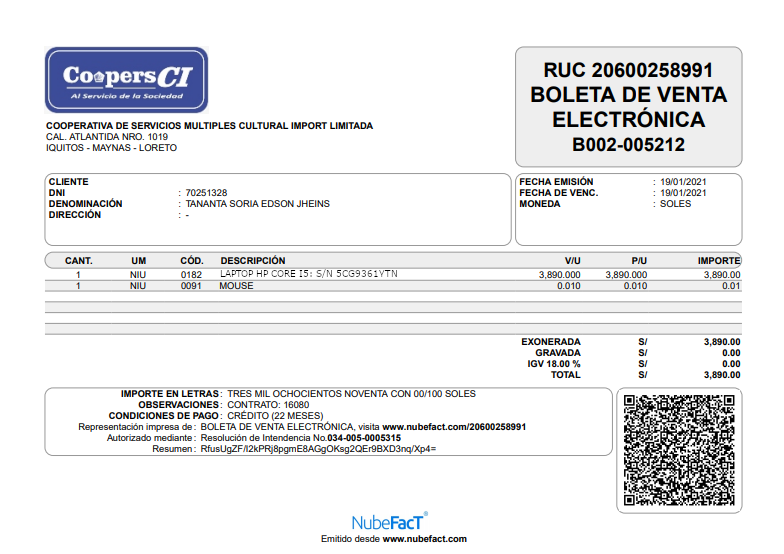 CoopersCI
Al Servicio de la Sociedad
RUC 20600258991
BOLETA DE VENTA
ELECTRÓNICA
B002-005212
COOPERATIVA DE SERVICIOS MULTIPLES CULTURAL IMPORT LIMITADA
CAL. ATLANTIDA NRO. 1019
IQUITOS - MAYNAS - LORETO
CLIENTE
DNI : 70251328
DENOMINACIÓN : TANANTA SORIA EDSON JHEINS
DIRECCIÓN : -
FECHA EMISIÓN : 19/01/2021
FECHA DE VENC. : 19/01/2021
MONEDA : SOLES
CANT. UM CÓD. DESCRIPCIÓN V/U P/U IMPORTE
1 NIU 0182 LAPTOP HP CORE I5: S/N 5CG9361YTN 3,890.000 3,890.000 3,890.00
1 NIU 0091 MOUSE 0.010 0.010 0.01
EXONERADA S/ 3,890.00
GRAVADA S/ 0.00
IGV 18.00 % S/ 0.00
TOTAL S/ 3,890.00
IMPORTE EN LETRAS : TRES MIL OCHOCIENTOS NOVENTA CON 00/100 SOLES
OBSERVACIONES : CONTRATO: 16080
CONDICIONES DE PAGO : CRÉDITO (22 MESES)
Representación impresa de : BOLETA DE VENTA ELECTRÓNICA, visita www.nubefact.com/20600258991
Autorizado mediante : Resolución de Intendencia No.034-005-0005315
Resumen : RfusUgZF/I2kPRj8pgmE8AGgOKsg2QEr9BXD3nq/Xp4=
NUBEFACT®
Emitido desde www.nubefact.com